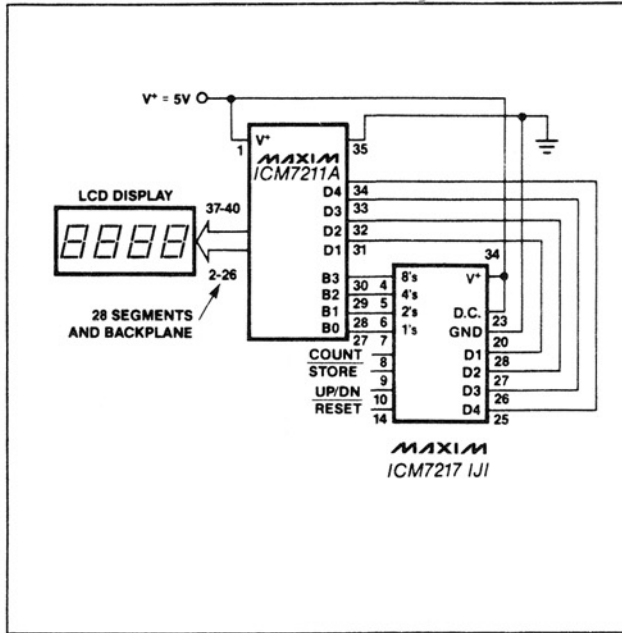 V+ = 5V
1
V+
MAXIM
ICM7211A
35
LCD DISPLAY
37-40
8888
2-26
28 SEGMENTS
AND BACKPLANE
D4 34
D3 33
D2 32
D1 31
B3 30
B2 29
B1 28
B0 27
4 8's
5 4's
6 2's
7 1's
COUNT 8
STORE 9
UP/DN 10
RESET 14
34
V+
D.C. 23
GND 20
D1 28
D2 27
D3 26
D4 25
MAXIM
ICM7217 IJI